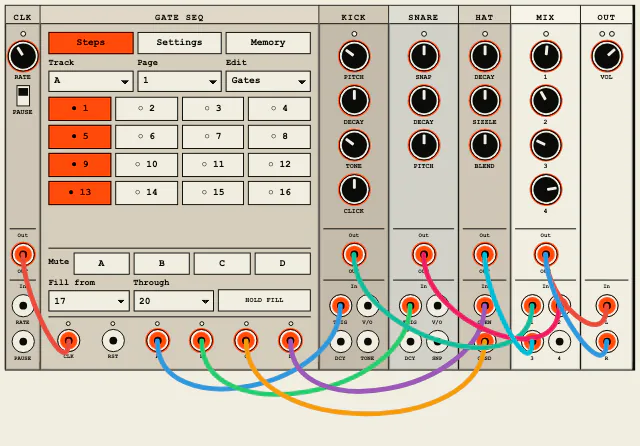 CLK GATE SEQ KICK SNARE HAT MIX OUT
Steps Settings Memory
RATE PITCH SNAP DECAY 1 VOL
Track Page Edit
A 1 Gates
PAUSE
1 2 3 4
DECAY DECAY SIZZLE 2
5 6 7 8
TONE PITCH BLEND 3
9 10 11 12
13 14 15 16
CLICK 4
Out Out Out Out Out
Mute A B C D
Fill from Through
In In In In In In
17 20 HOLD FILL
RATE V/O V/O
CLK RST
PAUSE DCY TONE DCY SNP 3 4 R